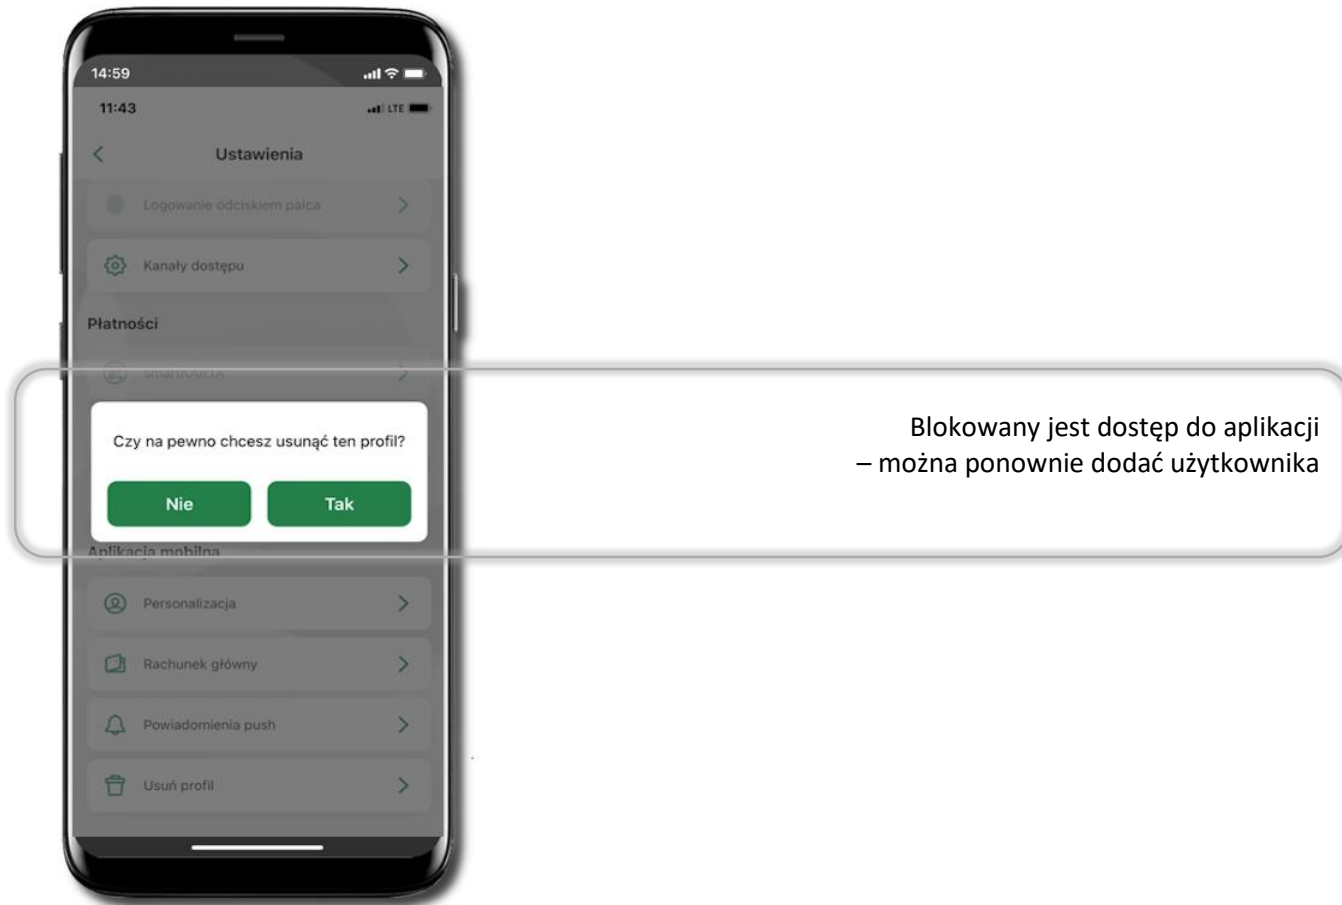 14:59
11:43
LTE
Ustawienia
Logowanie odciskiem palca
Kanały dostępu
Płatności
smartKARTA
Czy na pewno chcesz usunąć ten profil?
Nie
Tak
Blokowany jest dostęp do aplikacji
– można ponownie dodać użytkownika
Aplikacja mobilna
Personalizacja
Rachunek główny
Powiadomienia push
Usuń profil